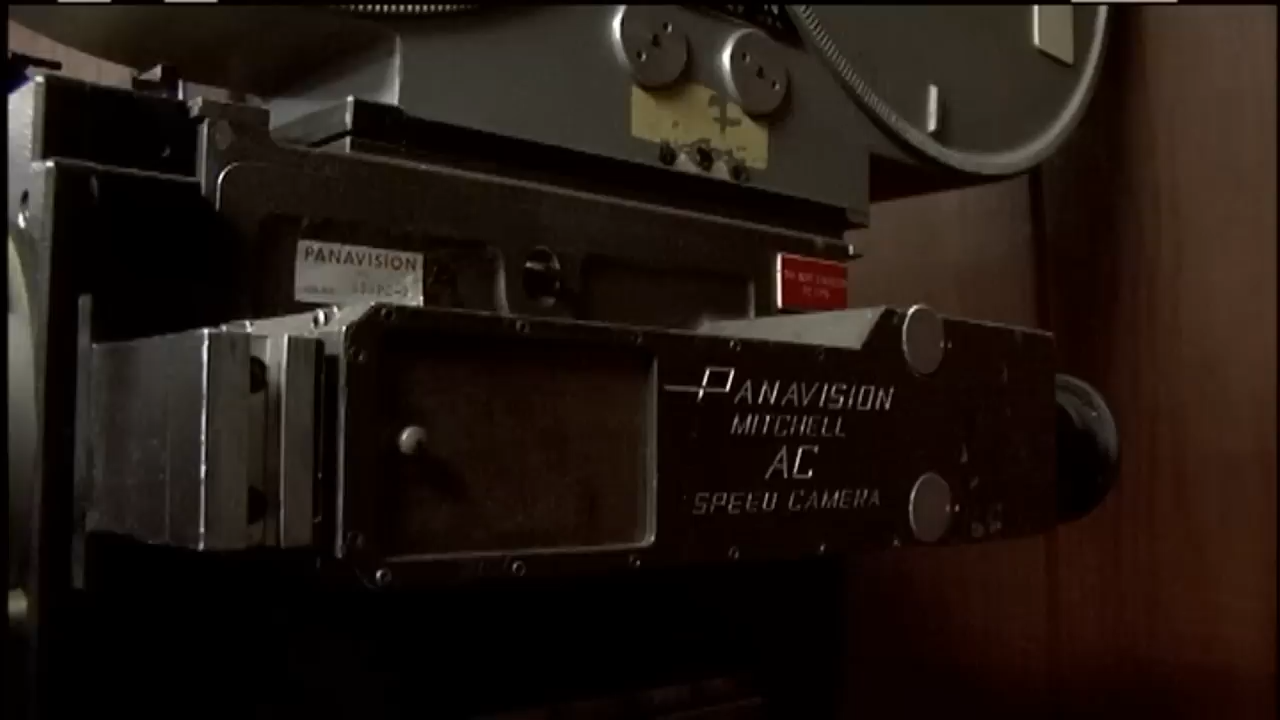 PANAVISION
PANAVISION
MITCHELL
AC
SPEED CAMERA